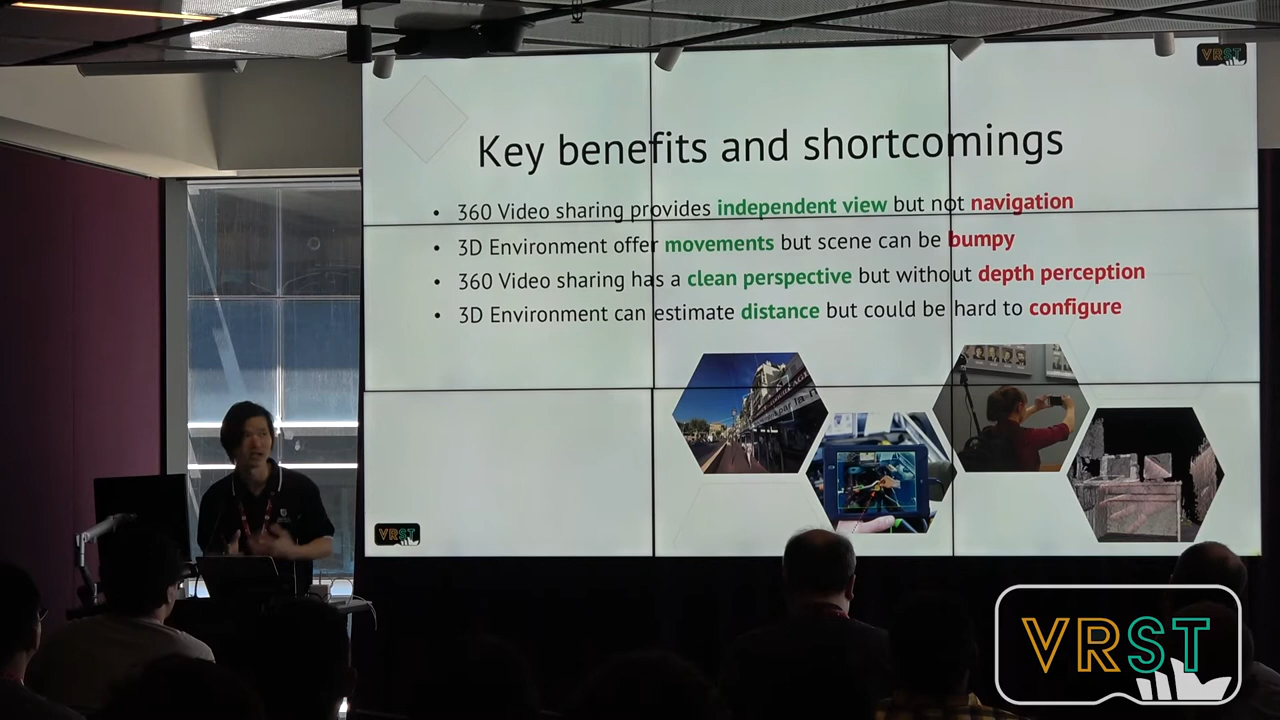 VRST
Key benefits and shortcomings
• 360 Video sharing provides independent view but not navigation
• 3D Environment offer movements but scene can be bumpy
• 360 Video sharing has a clean perspective but without depth perception
• 3D Environment can estimate distance but could be hard to configure
VRST
VRST